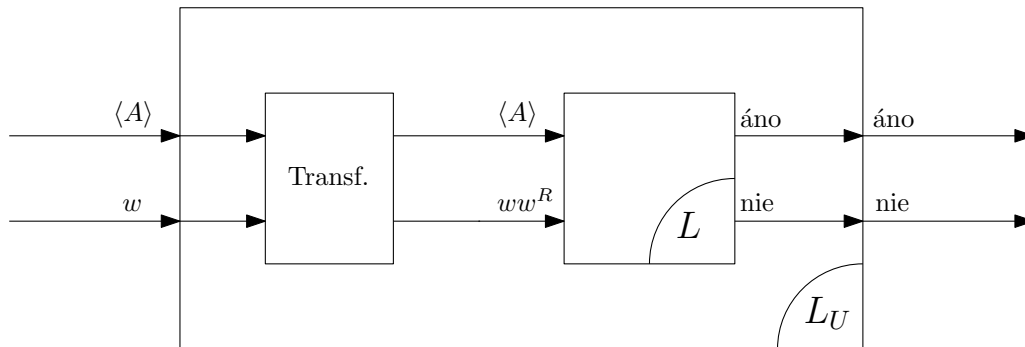 ⟨A⟩ ⟨A⟩ áno áno
Transf.
w ww^R nie nie
L
L_U